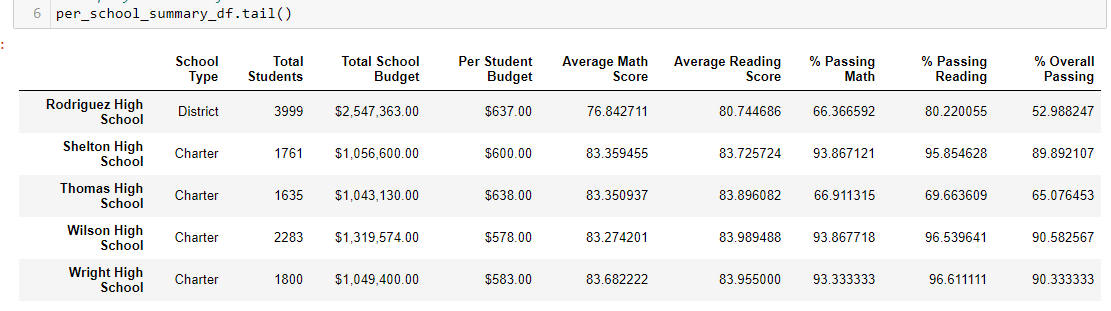 6 per_school_summary_df.tail()
:
School Type Total Students Total School Budget Per Student Budget Average Math Score Average Reading Score % Passing Math % Passing Reading % Overall Passing
Rodriguez High School District 3999 $2,547,363.00 $637.00 76.842711 80.744686 66.366592 80.220055 52.988247
Shelton High School Charter 1761 $1,056,600.00 $600.00 83.359455 83.725724 93.867121 95.854628 89.892107
Thomas High School Charter 1635 $1,043,130.00 $638.00 83.350937 83.896082 66.911315 69.663609 65.076453
Wilson High School Charter 2283 $1,319,574.00 $578.00 83.274201 83.989488 93.867718 96.539641 90.582567
Wright High School Charter 1800 $1,049,400.00 $583.00 83.682222 83.955000 93.333333 96.611111 90.333333